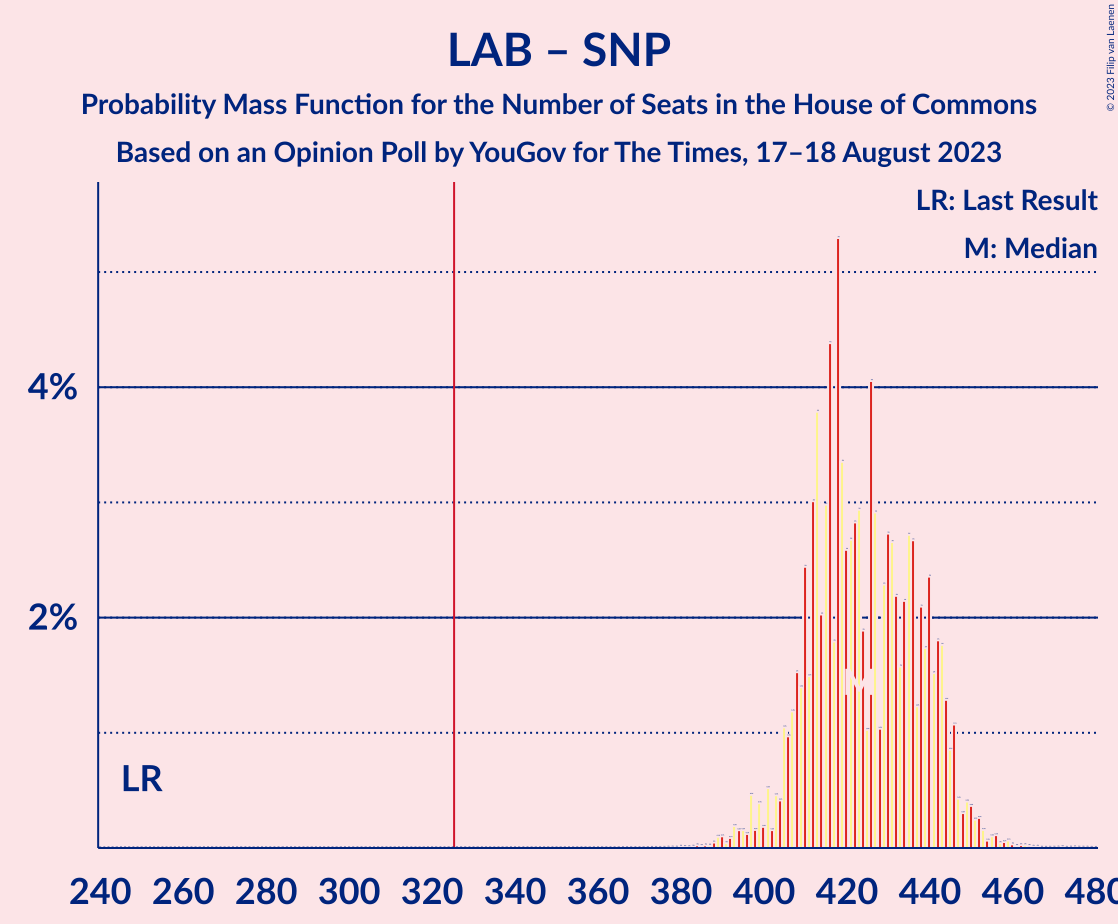 LAB – SNP
Probability Mass Function for the Number of Seats in the House of Commons
Based on an Opinion Poll by YouGov for The Times, 17–18 August 2023
© 2023 Filip van Laenen
LR: Last Result
M: Median
4%
2%
M
LR
240 260 280 300 320 340 360 380 400 420 440 460 480